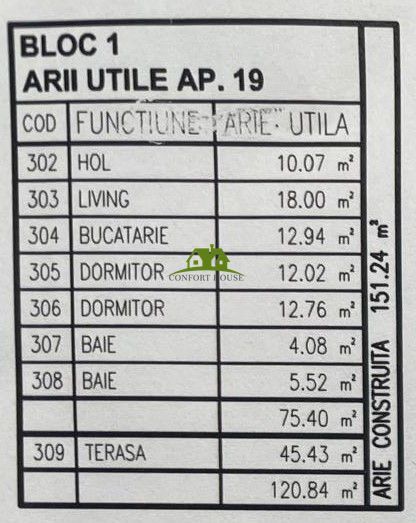 BLOC 1
ARII UTILE AP. 19
COD FUNCTIUNE ARIE UTILA
302 HOL 10.07 m²
303 LIVING 18.00 m²
304 BUCATARIE 12.94 m²
305 DORMITOR 12.02 m²
306 DORMITOR 12.76 m²
307 BAIE 4.08 m²
308 BAIE 5.52 m²
75.40 m²
309 TERASA 45.43 m²
120.84 m²
ARIE CONSTRUITA 151.24 m²
CONFORT HOUSE